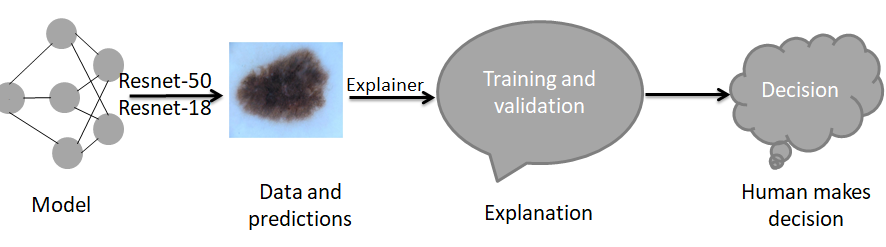 Resnet-50
Resnet-18
Model
Data and
predictions
Explainer
Training and
validation
Explanation
Decision
Human makes
decision